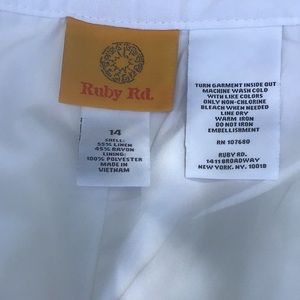 Ruby Rd.
14
SHELL:
55% LINEN
45% RAYON
LINING:
100% POLYESTER
MADE IN
VIETNAM
TURN GARMENT INSIDE OUT
MACHINE WASH COLD
WITH LIKE COLORS
ONLY NON-CHLORINE
BLEACH WHEN NEEDED
LINE DRY
WARM IRON
DO NOT IRON
EMBELLISHMENT
RN 107680
RUBY RD.
1411 BROADWAY
NEW YORK, NY. 10018